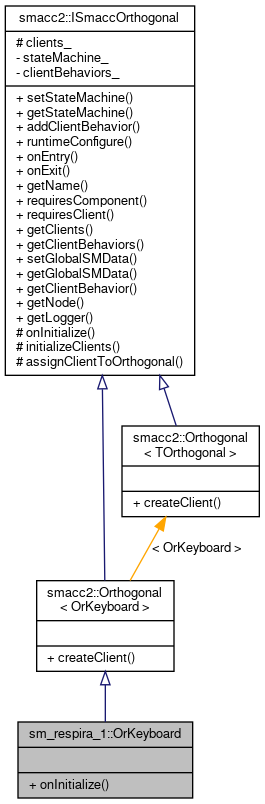 smacc2::ISmaccOrthogonal
# clients_
- stateMachine_
- clientBehaviors_
+ setStateMachine()
+ getStateMachine()
+ addClientBehavior()
+ runtimeConfigure()
+ onEntry()
+ onExit()
+ getName()
+ requiresComponent()
+ requiresClient()
+ getClients()
+ getClientBehaviors()
+ setGlobalSMData()
+ getGlobalSMData()
+ getClientBehavior()
+ getNode()
+ getLogger()
# onInitialize()
# initializeClients()
# assignClientToOrthogonal()
smacc2::Orthogonal
< TOrthogonal >
+ createClient()
< OrKeyboard >
smacc2::Orthogonal
< OrKeyboard >
+ createClient()
sm_respira_1::OrKeyboard
+ onInitialize()